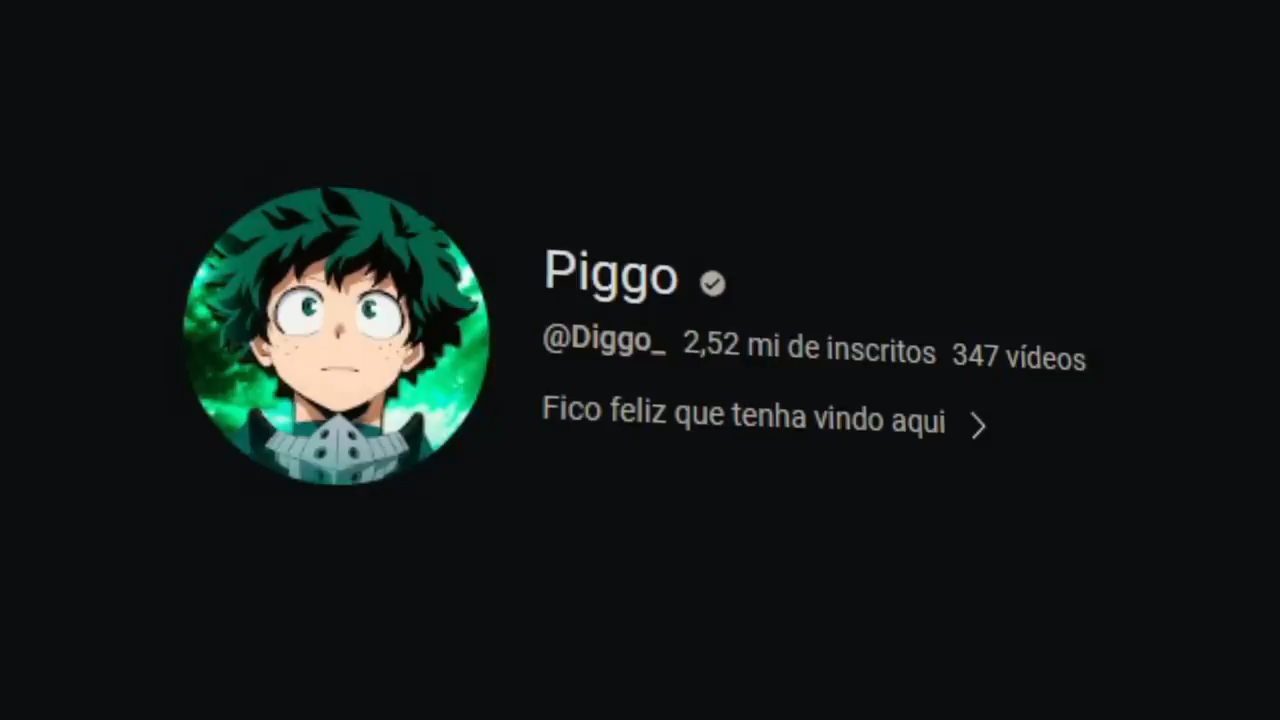 Piggo
@Diggo_ 2,52 mi de inscritos 347 vídeos
Fico feliz que tenha vindo aqui